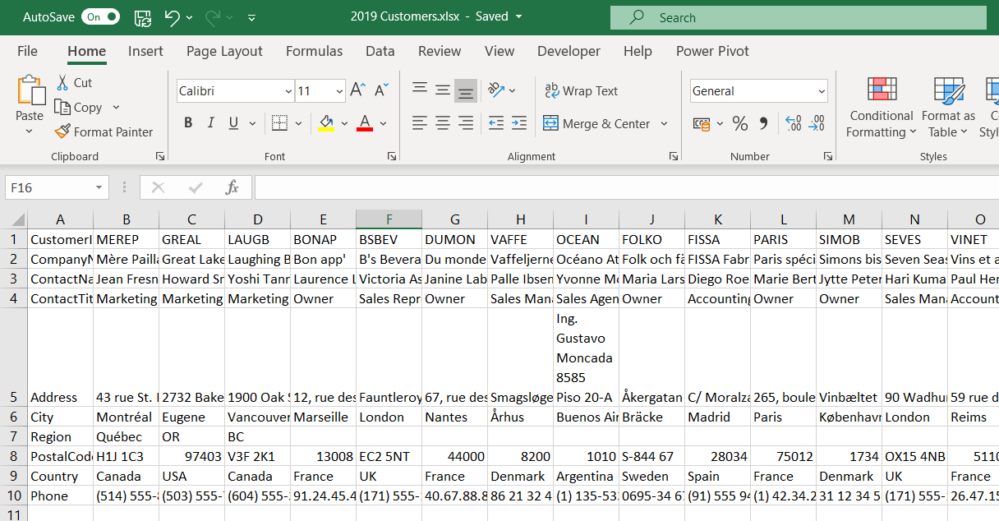 AutoSave On 2019 Customers.xlsx - Saved Search
File Home Insert Page Layout Formulas Data Review View Developer Help Power Pivot
Paste Cut Copy Format Painter
Clipboard
Calibri 11
B I U A
Font
Wrap Text
Merge & Center
Alignment
General
% 9 .00 .00
Number
Conditional Formatting Format as Table
Styles
F16 fx
A B C D E F G H I J K L M N O
1 CustomerI MEREP GREAL LAUGB BONAP BSBEV DUMON VAFFE OCEAN FOLKO FISSA PARIS SIMOB SEVES VINET
2 CompanyN Mère Pailla Great Lake Laughing B Bon app' B's Bevera Du monde Vaffeljerne Océano At Folk och fä FISSA Fabr Paris spéci Simons bis Seven Seas Vins et a
3 ContactNa Jean Fresn Howard Sn Yoshi Tann Laurence L Victoria As Janine Lab Palle Ibsen Yvonne Mo Maria Lars Diego Roe Marie Bert Jytte Peter Hari Kuma Paul Hen
4 ContactTit Marketing Marketing Marketing Owner Sales Repr Owner Sales Mana Sales Agen Owner Accounting Owner Owner Sales Mana Account
Ing.
Gustavo
Moncada
8585
5 Address 43 rue St. 2732 Bake 1900 Oak S 12, rue des Fauntleroy 67, rue des Smagsløge Piso 20-A Åkergatan C/ Moralza 265, boule Vinbæltet 90 Wadhu 59 rue d
6 City Montréal Eugene Vancouver Marseille London Nantes Århus Buenos Air Bräcke Madrid Paris København London Reims
7 Region Québec OR BC
8 PostalCode H1J 1C3 97403 V3F 2K1 13008 EC2 5NT 44000 8200 1010 S-844 67 28034 75012 1734 OX15 4NB 5110
9 Country Canada USA Canada France UK France Denmark Argentina Sweden Spain France Denmark UK France
10 Phone (514) 555- (503) 555- (604) 555- 91.24.45.4 (171) 555- 40.67.88.8 86 21 32 4 (1) 135-53 0695-34 67 (91) 555 94 (1) 42.34.2 31 12 34 5 (171) 555- 26.47.15
11